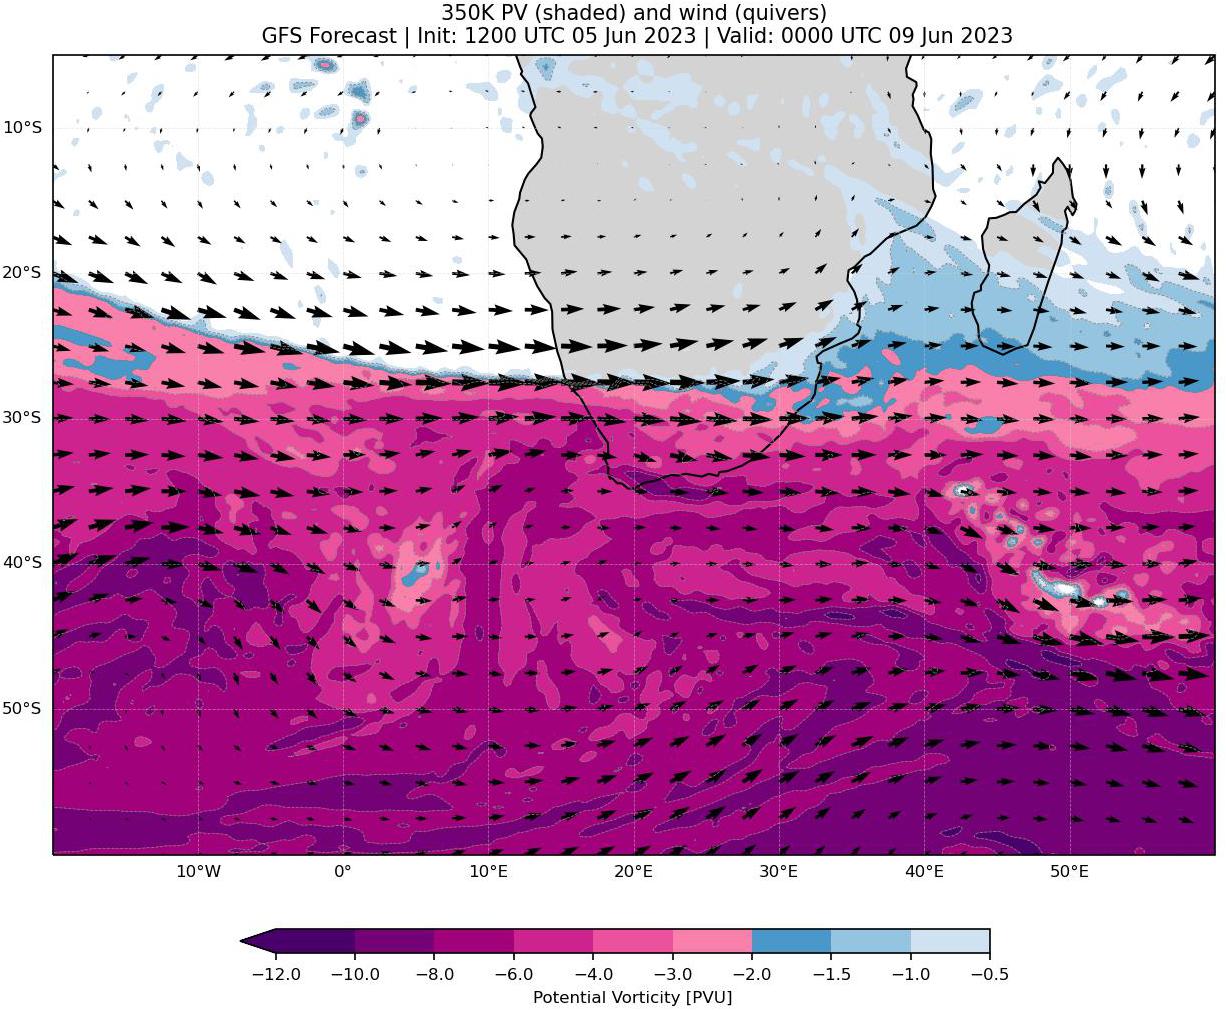 350K PV (shaded) and wind (quivers)
GFS Forecast | Init: 1200 UTC 05 Jun 2023 | Valid: 0000 UTC 09 Jun 2023
10°S
20°S
30°S
40°S
50°S
10°W 0° 10°E 20°E 30°E 40°E 50°E
−12.0 −10.0 −8.0 −6.0 −4.0 −3.0 −2.0 −1.5 −1.0 −0.5
Potential Vorticity [PVU]